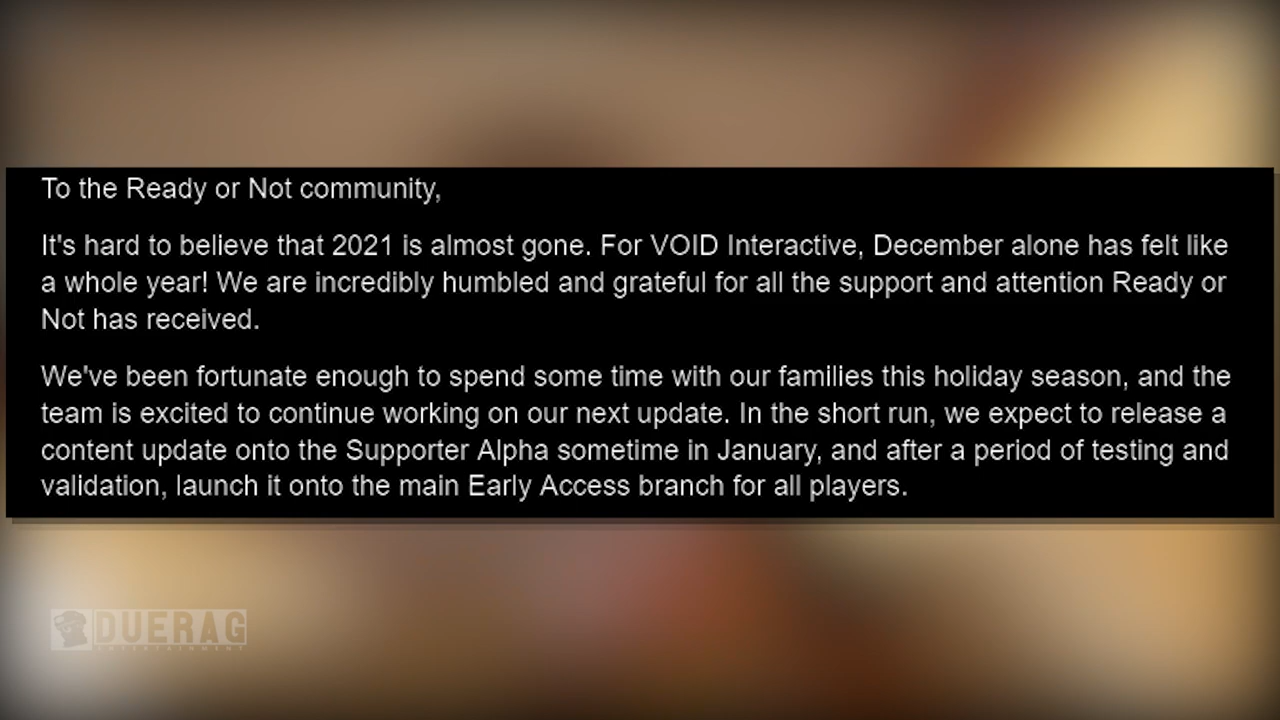 To the Ready or Not community,
It's hard to believe that 2021 is almost gone. For VOID Interactive, December alone has felt like
a whole year! We are incredibly humbled and grateful for all the support and attention Ready or
Not has received.
We've been fortunate enough to spend some time with our families this holiday season, and the
team is excited to continue working on our next update. In the short run, we expect to release a
content update onto the Supporter Alpha sometime in January, and after a period of testing and
validation, launch it onto the main Early Access branch for all players.
DUERAG
ENTERTAINMENT